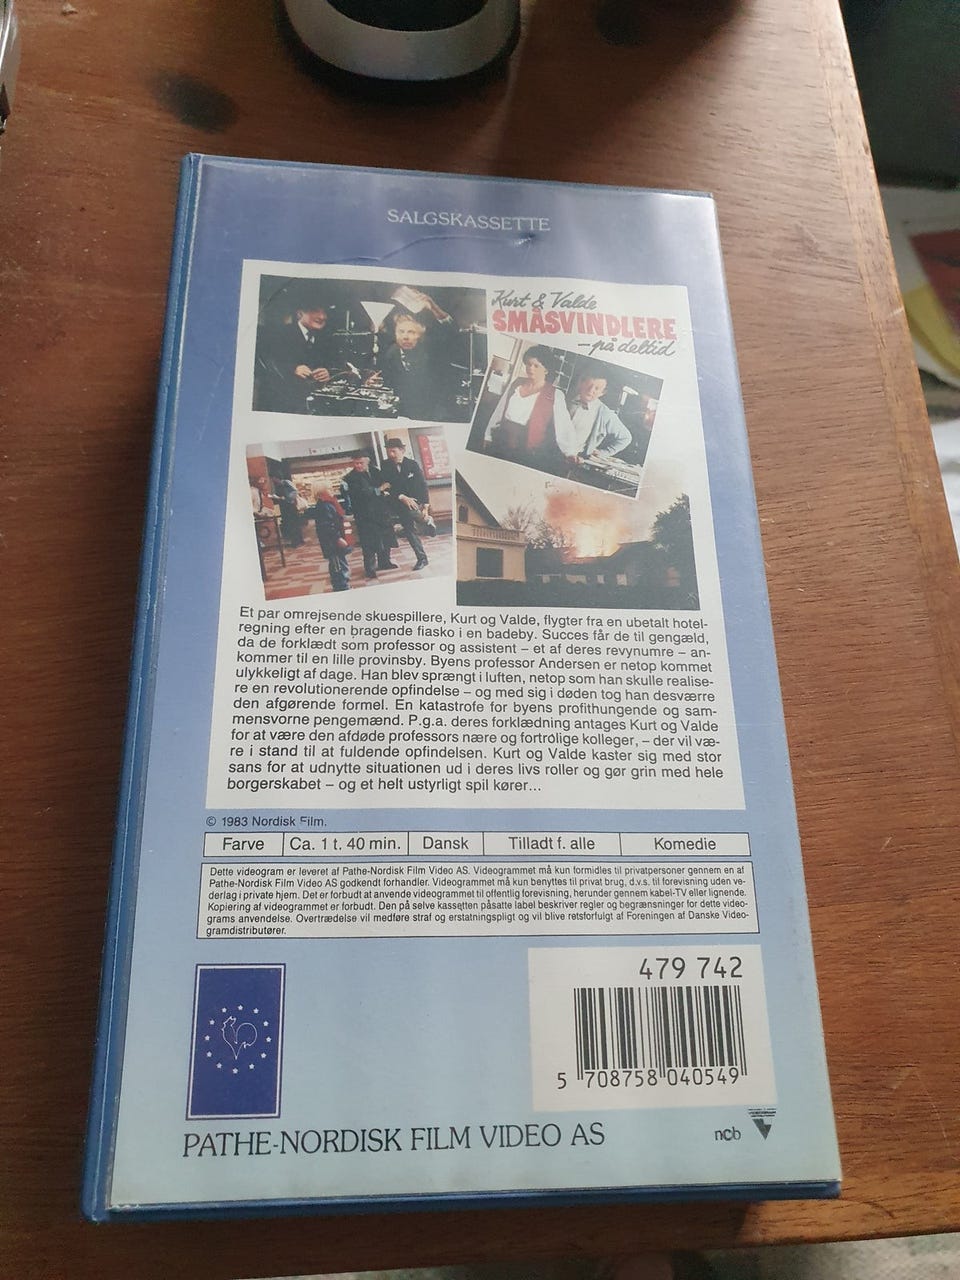 SALGSKASSETTE
Kurt & Valde
SMÅSVINDLERE
-på deltid
Et par omrejsende skuespillere, Kurt og Valde, flygter fra en ubetalt hotel-
regning efter en bragende fiasko i en badeby. Succes får de til gengæld,
da de forklædt som professor og assistent – et af deres revynumre – an-
kommer til en lille provinsby. Byens professor Andersen er netop kommet
ulykkeligt af dage. Han blev sprængt i luften, netop som han skulle realise-
re en revolutionerende opfindelse – og med sig i døden tog han desværre
den afgørende formel. En katastrofe for byens profithungende og sam-
mensvorne pengemænd. P.g.a. deres forklædning antages Kurt og Valde
for at være den afdøde professors nære og fortrolige kolleger, – der vil væ-
re i stand til at fuldende opfindelsen. Kurt og Valde kaster sig med stor
sans for at udnytte situationen ud i deres livs roller og gør grin med hele
borgerskabet – og et helt ustyrligt spil kører...
© 1983 Nordisk Film.
Farve Ca. 1 t. 40 min. Dansk Tilladt f. alle Komedie
Dette videogram er leveret af Pathe-Nordisk Film Video AS. Videogrammet må kun formidles til privatpersoner gennem en af
Pathe-Nordisk Film Video AS godkendt forhandler. Videogrammet må kun benyttes til privat brug, d.v.s. til forevisning uden ve-
derlag i private hjem. Det er forbudt at anvende videogrammet til offentlig forevisning, herunder gennem kabel-TV eller lignende.
Kopiering af videogrammet er forbudt. Den på selve kassetten påsatte label beskriver regler og begrænsninger for dette video-
grams anvendelse. Overtrædelse vil medføre straf og erstatningspligt og vil blive retsforfulgt af Foreningen af Danske Video-
gramdistributører.
479 742
5 708758 040549
PATHE-NORDISK FILM VIDEO AS
ncb